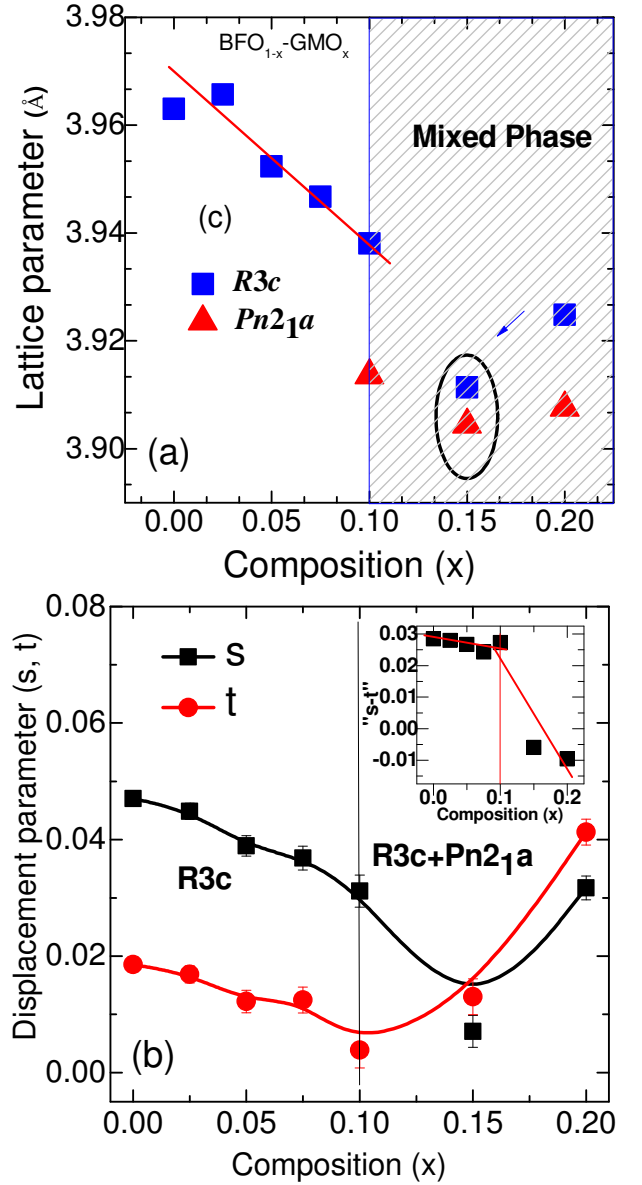 3.98
3.96
3.94
3.92
3.90
Lattice parameter (Å)
BFO₁₋ₓ-GMOₓ
Mixed Phase
(c)
R3c
Pn2₁a
(a)
0.00 0.05 0.10 0.15 0.20
Composition (x)
0.08
0.06
0.04
0.02
0.00
Displacement parameter (s, t)
s
t
0.03
0.02
0.01
0.00
-0.01
"s-t"
0.0 0.1 0.2
Composition (x)
R3c
R3c+Pn2₁a
(b)
0.00 0.05 0.10 0.15 0.20
Composition (x)